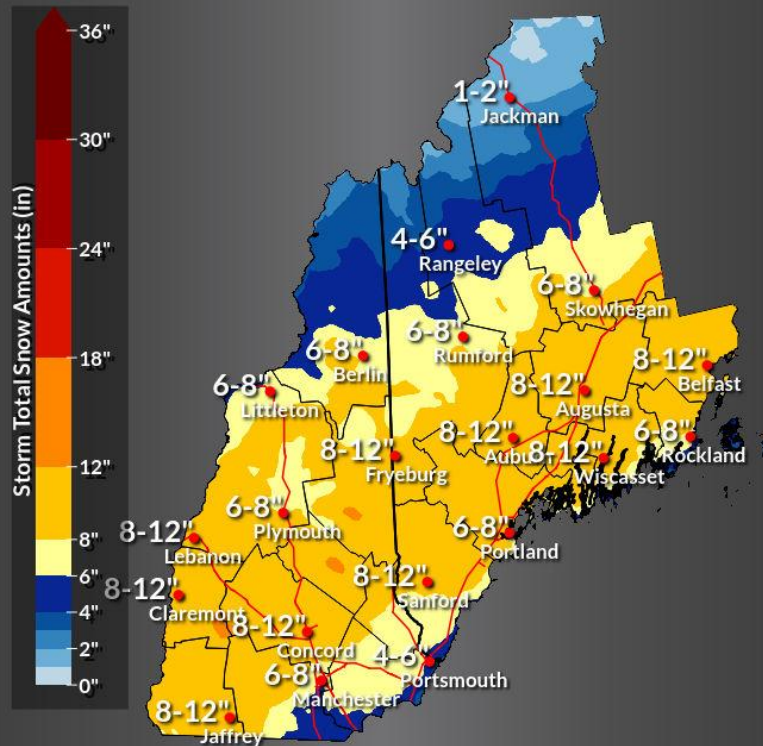 Storm Total Snow Amounts (in)
36"
30"
24"
18"
12"
8"
6"
4"
2"
0"
1-2"
Jackman
4-6"
Rangeley
6-8"
Skowhegan
6-8"
Rumford
6-8"
Berlin
8-12"
Belfast
6-8"
Littleton
8-12"
Augusta
8-12"
Fryeburg
8-12"
Aubu
8-12"
Wiscasset
6-8"
Rockland
6-8"
Plymouth
6-8"
Portland
8-12"
Lebanon
8-12"
Claremont
8-12"
Sanford
8-12"
Concord
4-6"
Portsmouth
6-8"
Manchester
8-12"
Jaffrey